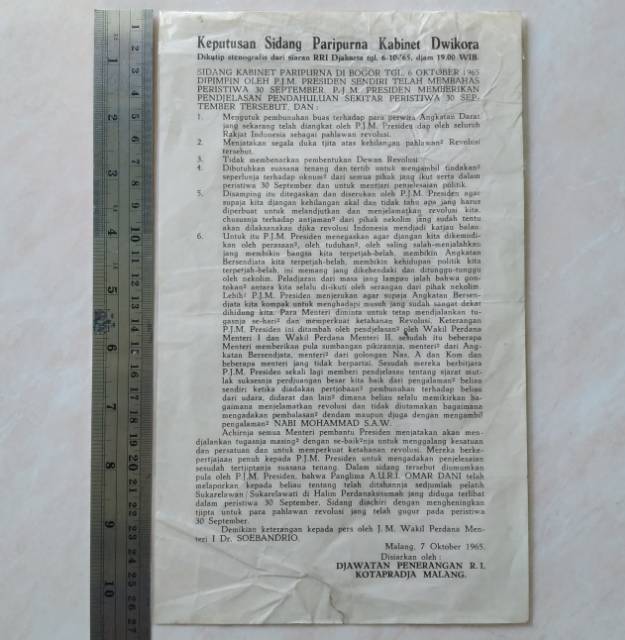 Keputusan Sidang Paripurna Kabinet Dwikora
Dikutip stenografis dari siaran RRI Djakarta tgl. 6-10-'65, djam 19.00 WIB.
SIDANG KABINET PARIPURNA DI BOGOR TGL. 6 OKTOBER 1965
DIPIMPIN OLEH P.J.M. PRESIDEN SENDIRI TELAH MEMBAHAS
PERISTIWA 30 SEPTEMBER. P.J.M. PRESIDEN MEMBERIKAN
PENDJELASAN PENDAHULUAN SEKITAR PERISTIWA 30 SEP-
TEMBER TERSEBUT, DAN :
1. Mengutuk pembunuhan buas terhadap para perwira Angkatan Darat
jang sekarang telah diangkat oleh P.J.M. Presiden dan oleh seluruh
Rakjat Indonesia sebagai pahlawan revolusi.
2. Menjatakan segala duka tjita atas kehilangan pahlawan² Revolusi
tersebut.
3. Tidak membenarkan pembentukan Dewan Revolusi
4. Dibutuhkan suasana tenang dan tertib untuk mengambil tindakan²
seperlunja terhadap oknum² dari semua pihak jang ikut serta dalam
peristiwa 30 September dan untuk mentjari penjelesaian politik.
5. Disamping itu ditegaskan dan diserukan oleh P.J.M. Presiden agar
supaja kita djangan kehilangan akal dan tidak tahu apa jang harus
diperbuat untuk melandjutkan dan menjelamatkan revolusi kita,
chususnja terhadap antjaman² dari pihak nekolim jang sudah tentu
akan dilaksanakan djika revolusi Indonesia mendjadi katjau balau.
6. Untuk itu P.J.M. Presiden menegaskan agar djangan kita dikemudi-
kan oleh perasaan², oleh tuduhan², oleh saling salah-menjalahkan
jang membikin bangsa kita terpetjah-belah, membikin Angkatan
Bersendjata kita terpetjah-belah, membikin kehidupan politik kita
terpetjah-belah, ini memang jang dikehendaki dan ditunggu-tunggu
oleh nekolim. Peladjaran dari masa jang lampau jalah bahwa gon-
tokan² antara kita selalu di-ikuti oleh serangan dari pihak nekolim.
Lebih² P.J.M. Presiden menjerukan agar supaja Angkatan Bersen-
djata kita kompak untuk menghadapi musuh jang sudah sangat dekat
dihidung kita. Para Menteri diminta untuk tetap mendjalankan tu-
gasnja se-hari² dan memperkuat ketahanan Revolusi. Keterangan
P.J.M. Presiden ini ditambah oleh pendjelasan² oleh Wakil Perdana
Menteri I dan Wakil Perdana Menteri II, sesudah itu beberapa
Menteri memberikan pula sumbangan pikirannja, menteri² dari Ang-
katan Bersendjata, menteri² dari golongan Nas, A dan Kom dan
beberapa menteri jang tidak berpartai. Sesudah mereka berbitjara
P.J.M. Presiden sekali lagi memberi pendjelasan tentang sjarat mut-
lak suksesnja perdjuangan besar kita baik dari pengalaman² beliau
sendiri ketika diadakan pertjobaan² pembunuhan terhadap beliau
dari udara, didarat dan lain² dimana beliau selalu memikirkan ba-
gaimana menjelamatkan revolusi dan tidak diutamakan bagaimana
mengadakan pembalasan² dendam maupun djuga dengan mengambil
pengalaman² NABI MOHAMMAD S.A.W.
Achirnja semua Menteri pembantu Presiden menjatakan akan men-
djalankan tugasnja masing² dengan se-baik²nja untuk menggalang kesatuan
dan persatuan dan untuk memperkuat ketahanan revolusi. Mereka berke-
pertjajaan penuh kepada P.J.M. Presiden untuk mengadakan penjelesaian
sesudah tertjiptanja suasana tenang. Dalam sidang tersebut diumumkan
pula oleh P.J.M. Presiden, bahwa Panglima A.U.R.I. OMAR DANI telah
melaporkan kepada beliau tentang telah ditahannja sedjumlah pelatih
Sukarelawan/Sukarelawati di Halim Perdanakusumah jang diduga terlibat
dalam peristiwa 30 September. Sidang diachiri dengan mengheningkan
tjipta untuk para pahlawan revolusi jang telah gugur pada peristiwa
30 September.
Demikian keterangan kepada pers oleh J.M. Wakil Perdana Men-
teri I Dr. SOEBANDRIO.
Malang, 7 Oktober 1965.
Disiarkan oleh :
DJAWATAN PENERANGAN R.I.
KOTAPRADJA MALANG.